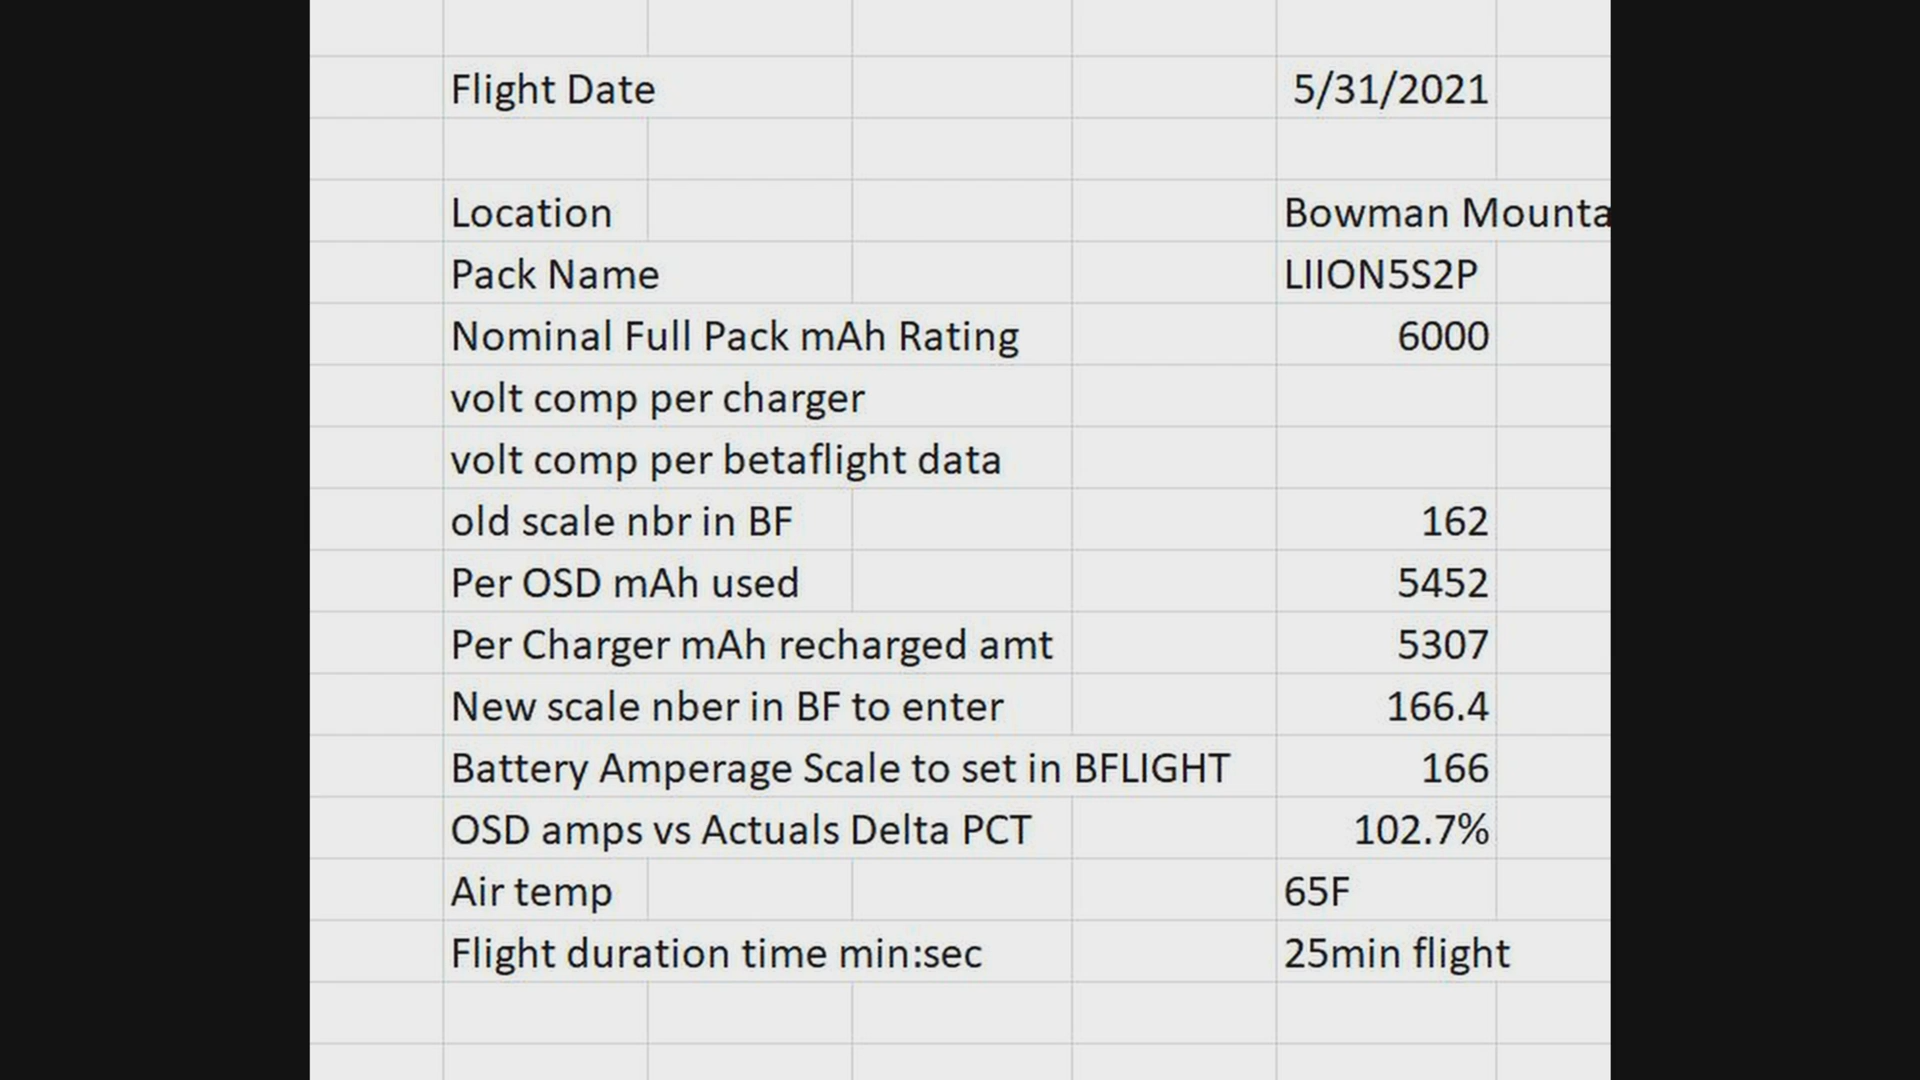 Flight Date 5/31/2021
Location Bowman Mounta
Pack Name LIION5S2P
Nominal Full Pack mAh Rating 6000
volt comp per charger
volt comp per betaflight data
old scale nbr in BF 162
Per OSD mAh used 5452
Per Charger mAh recharged amt 5307
New scale nber in BF to enter 166.4
Battery Amperage Scale to set in BFLIGHT 166
OSD amps vs Actuals Delta PCT 102.7%
Air temp 65F
Flight duration time min:sec 25min flight